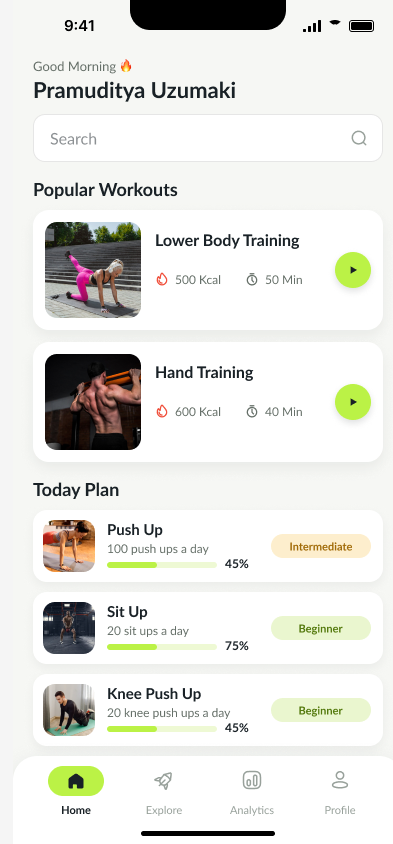 9:41
Good Morning 🔥
Pramuditya Uzumaki
Search
Popular Workouts
Lower Body Training
500 Kcal 50 Min
Hand Training
600 Kcal 40 Min
Today Plan
Push Up
100 push ups a day
45%
Intermediate
Sit Up
20 sit ups a day
75%
Beginner
Knee Push Up
20 knee push ups a day
45%
Beginner
Home Explore Analytics Profile